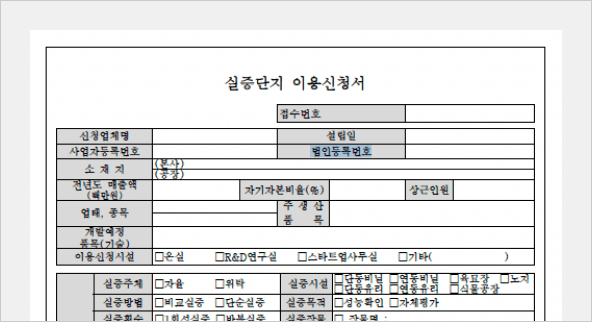 실증단지 이용신청서
접수번호
신청업체명 설립일
사업자등록번호 법인등록번호
소 재 지 (본사)
(공장)
전년도 매출액 (백만원) 자기자본비율(%) 상근인원
업태, 종목 주 생 산 품 목
개발예정 품목(기술)
이용신청시설 □온실 □R&D연구실 □스타트업사무실 □기타( )
실증주체 □자율 □위탁 실증시설 □단동비닐 □연동비닐 □육묘장 □노지
□단동유리 □연동유리 □식물공장
실증방법 □비교실증 □단순실증 실증목적 □성능확인 □자체평가
실증횟수 □1회성실증 □반복실증 실증작물 □ 작목명 :